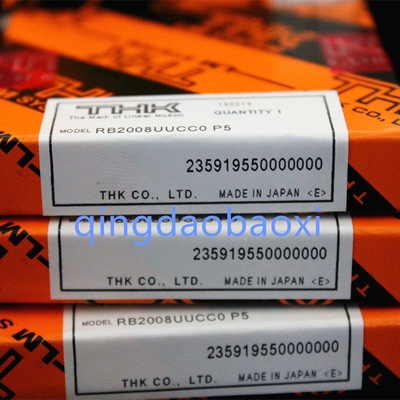 THK
The Mark of Linear Motion
QUANTITY 1
MODEL RB2008UUCC0 P5
235919550000000
THK CO., LTD. MADE IN JAPAN <E>
qingdaobaoxi
235919550000000
THK CO., LTD. MADE IN JAPAN <E>
MODEL RB2008UUCC0 P5
235919550000000
THK CO., LTD. MADE IN JAPAN <E>